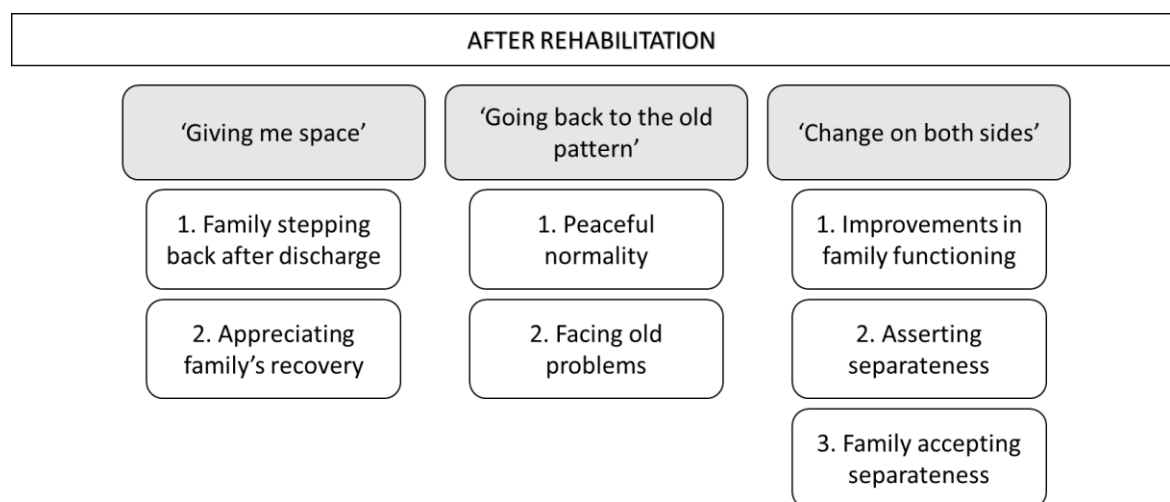 AFTER REHABILITATION
‘Giving me space’
1. Family stepping
back after discharge
2. Appreciating
family’s recovery
‘Going back to the old
pattern’
1. Peaceful
normality
2. Facing old
problems
‘Change on both sides’
1. Improvements in
family functioning
2. Asserting
separateness
3. Family accepting
separateness